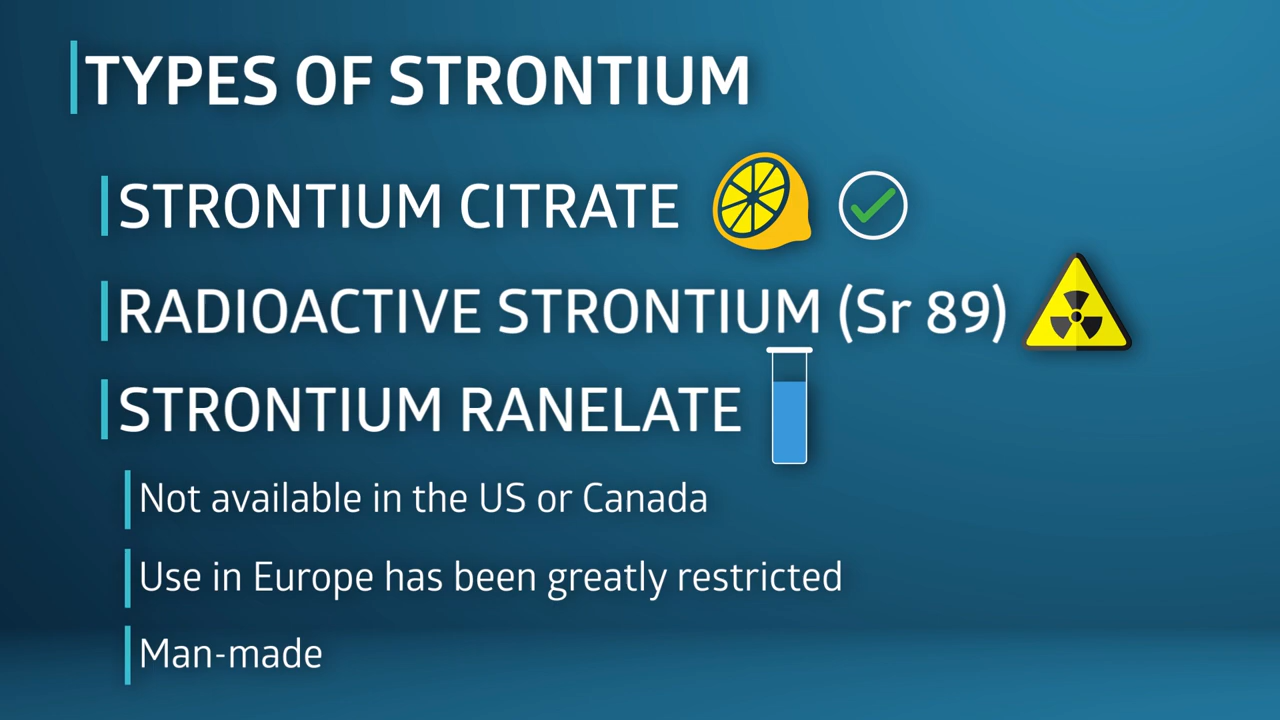 TYPES OF STRONTIUM
STRONTIUM CITRATE
RADIOACTIVE STRONTIUM (Sr 89)
STRONTIUM RANELATE
Not available in the US or Canada
Use in Europe has been greatly restricted
Man-made